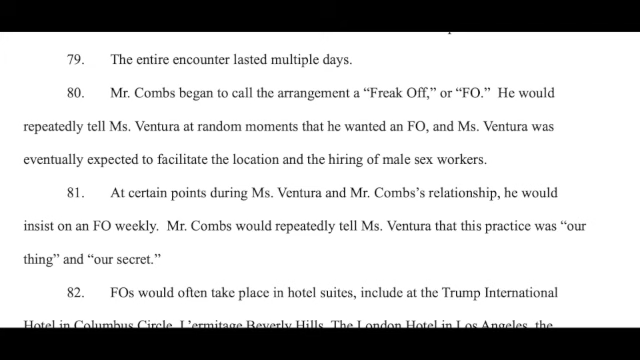 79. The entire encounter lasted multiple days.
80. Mr. Combs began to call the arrangement a “Freak Off,” or “FO.” He would
repeatedly tell Ms. Ventura at random moments that he wanted an FO, and Ms. Ventura was
eventually expected to facilitate the location and the hiring of male sex workers.
81. At certain points during Ms. Ventura and Mr. Combs’s relationship, he would
insist on an FO weekly. Mr. Combs would repeatedly tell Ms. Ventura that this practice was “our
thing” and “our secret.”
82. FOs would often take place in hotel suites, include at the Trump International
Hotel in Columbus Circle, L’ermitage Beverly Hills, The London Hotel in Los Angeles, the